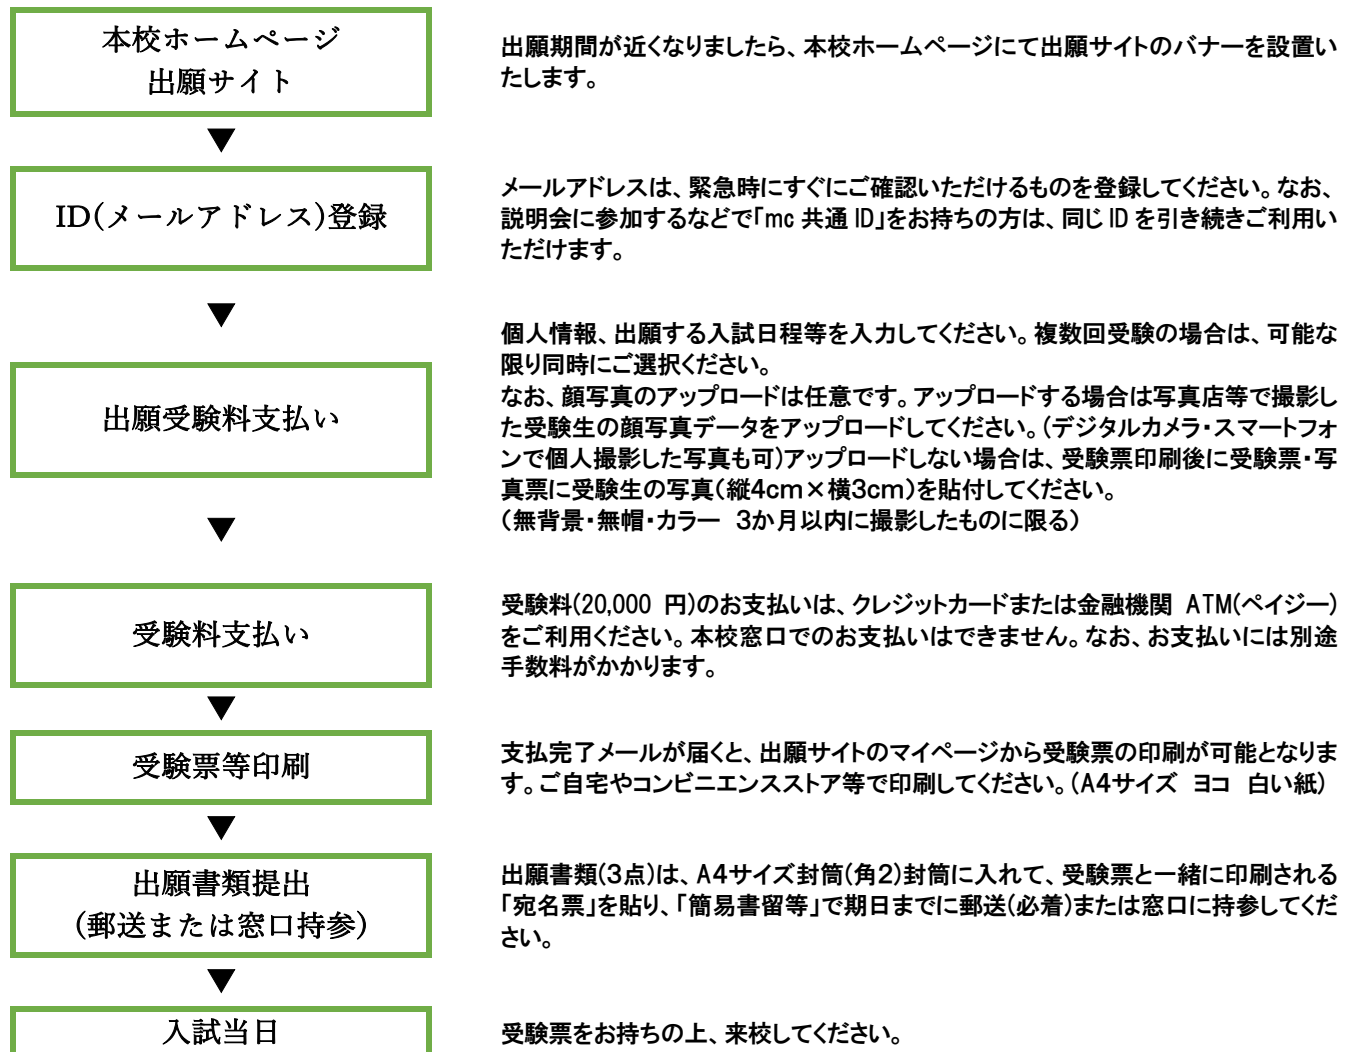 本校ホームページ
出願サイト
出願期間が近くなりましたら、本校ホームページにて出願サイトのバナーを設置い
たします。
▼
ID(メールアドレス)登録
メールアドレスは、緊急時にすぐにご確認いただけるものを登録してください。なお、
説明会に参加するなどで「mc 共通 ID」をお持ちの方は、同じ ID を引き続きご利用い
ただけます。
▼
出願受験料支払い
個人情報、出願する入試日程等を入力してください。複数回受験の場合は、可能な
限り同時にご選択ください。
なお、顔写真のアップロードは任意です。アップロードする場合は写真店等で撮影し
た受験生の顔写真データをアップロードしてください。(デジタルカメラ・スマートフォ
ンで個人撮影した写真も可)アップロードしない場合は、受験票印刷後に受験票・写
真票に受験生の写真(縦4cm×横3cm)を貼付してください。
(無背景・無帽・カラー　3か月以内に撮影したものに限る)
▼
受験料支払い
受験料(20,000 円)のお支払いは、クレジットカードまたは金融機関 ATM(ペイジー)
をご利用ください。本校窓口でのお支払いはできません。なお、お支払いには別途
手数料がかかります。
▼
受験票等印刷
支払完了メールが届くと、出願サイトのマイページから受験票の印刷が可能となりま
す。ご自宅やコンビニエンスストア等で印刷してください。(A4サイズ　ヨコ　白い紙)
▼
出願書類提出
(郵送または窓口持参)
出願書類(3点)は、A4サイズ封筒(角2)封筒に入れて、受験票と一緒に印刷される
「宛名票」を貼り、「簡易書留等」で期日までに郵送(必着)または窓口に持参してくだ
さい。
▼
入試当日
受験票をお持ちの上、来校してください。